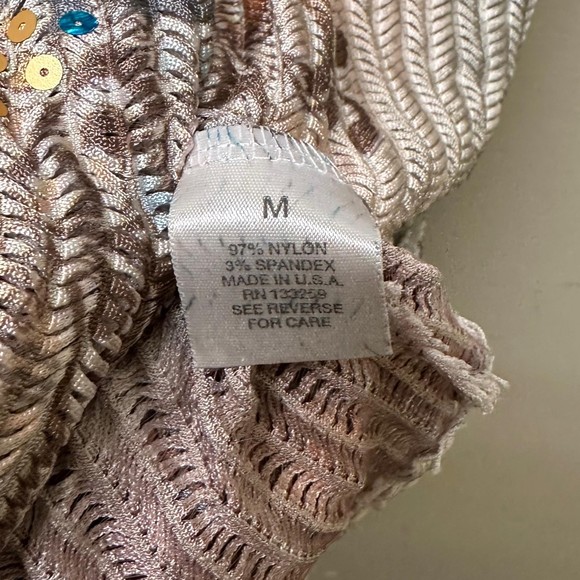 M
97% NYLON
3% SPANDEX
MADE IN U.S.A.
RN 133259
SEE REVERSE
FOR CARE